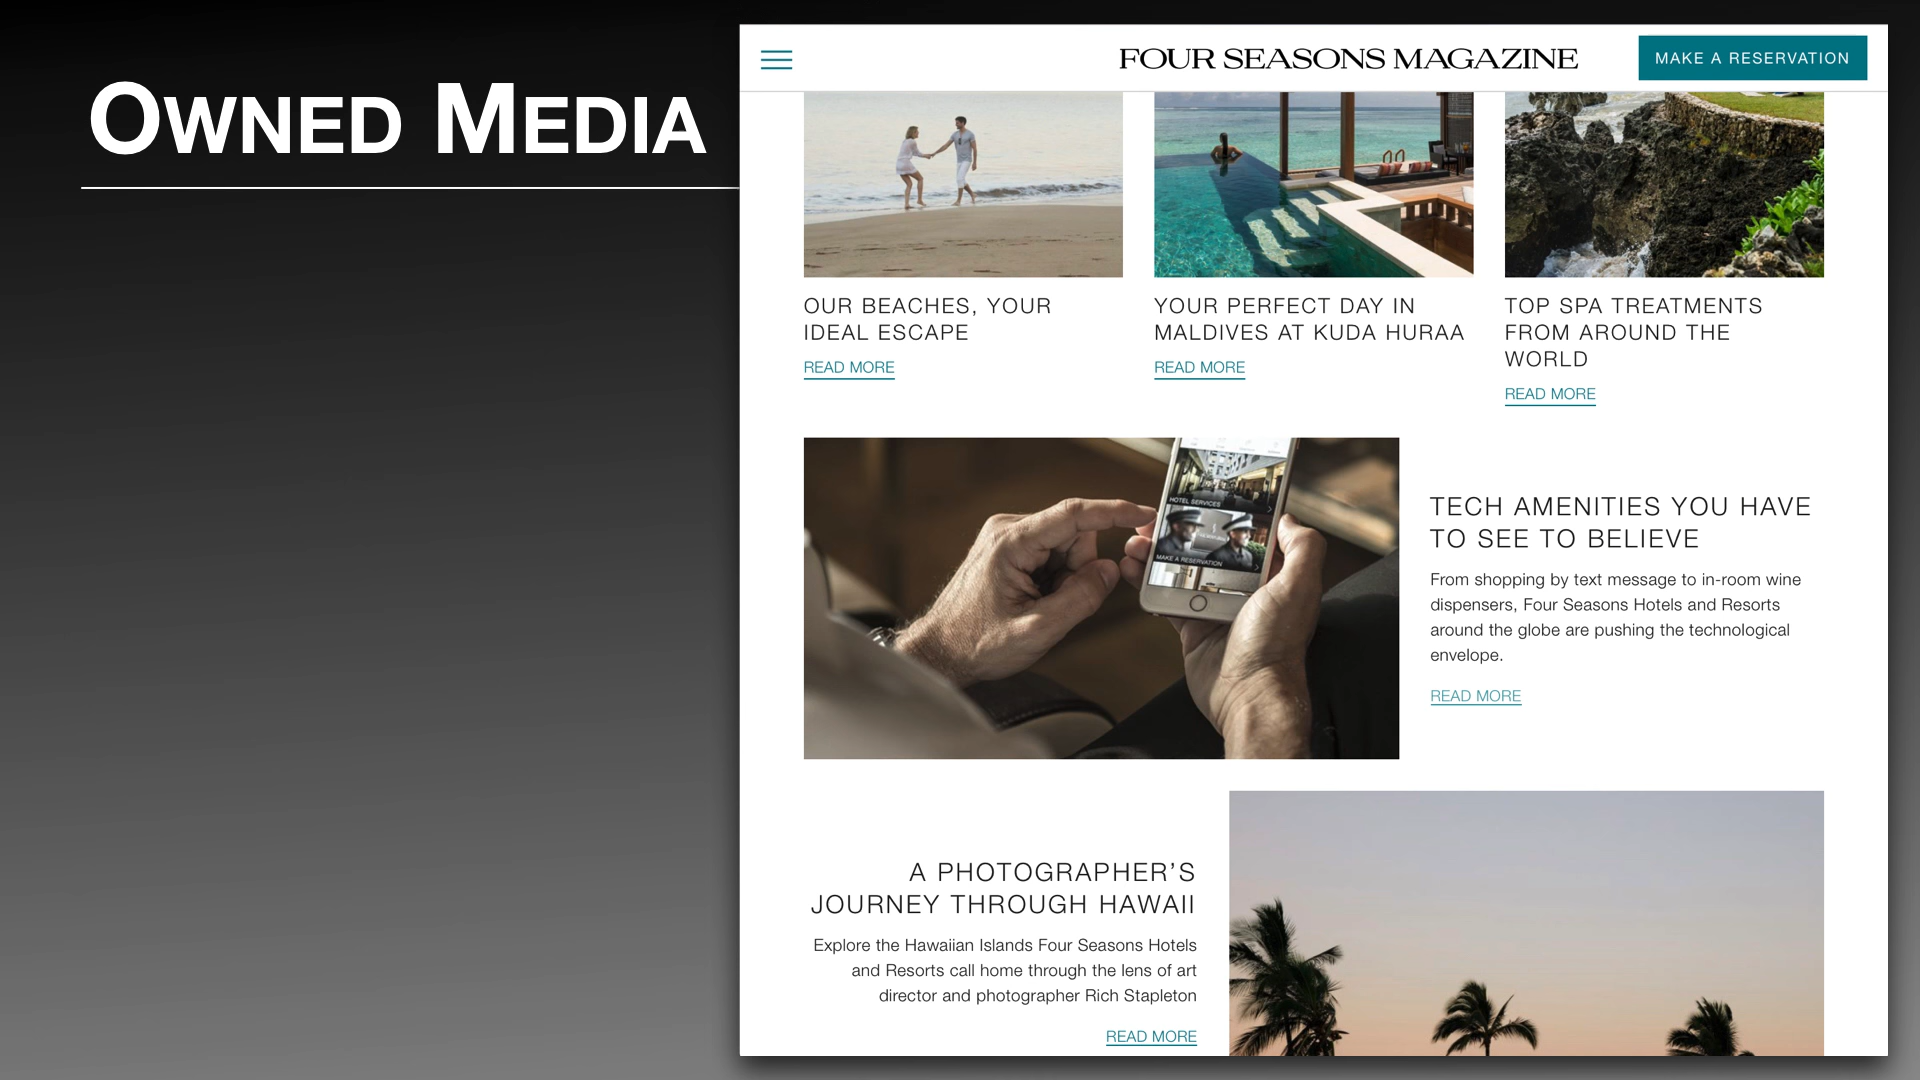 OWNED MEDIA
FOUR SEASONS MAGAZINE
MAKE A RESERVATION
OUR BEACHES, YOUR
IDEAL ESCAPE
READ MORE
YOUR PERFECT DAY IN
MALDIVES AT KUDA HURAA
READ MORE
TOP SPA TREATMENTS
FROM AROUND THE
WORLD
READ MORE
HOTEL SERVICES
MAKE A RESERVATION
TECH AMENITIES YOU HAVE
TO SEE TO BELIEVE
From shopping by text message to in-room wine
dispensers, Four Seasons Hotels and Resorts
around the globe are pushing the technological
envelope.
READ MORE
A PHOTOGRAPHER’S
JOURNEY THROUGH HAWAII
Explore the Hawaiian Islands Four Seasons Hotels
and Resorts call home through the lens of art
director and photographer Rich Stapleton
READ MORE